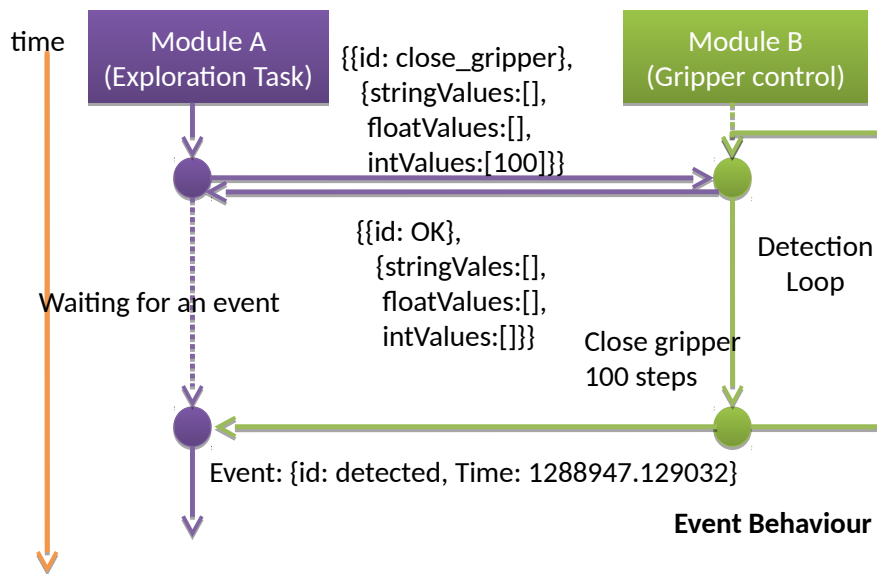 time
Module A
(Exploration Task)
{{id: close_gripper},
{stringValues:[],
floatValues:[],
intValues:[100]}}
Module B
(Gripper control)
{{id: OK},
{stringVales:[],
floatValues:[],
intValues:[]}}
Detection
Loop
Waiting for an event
Close gripper
100 steps
Event: {id: detected, Time: 1288947.129032}
Event Behaviour